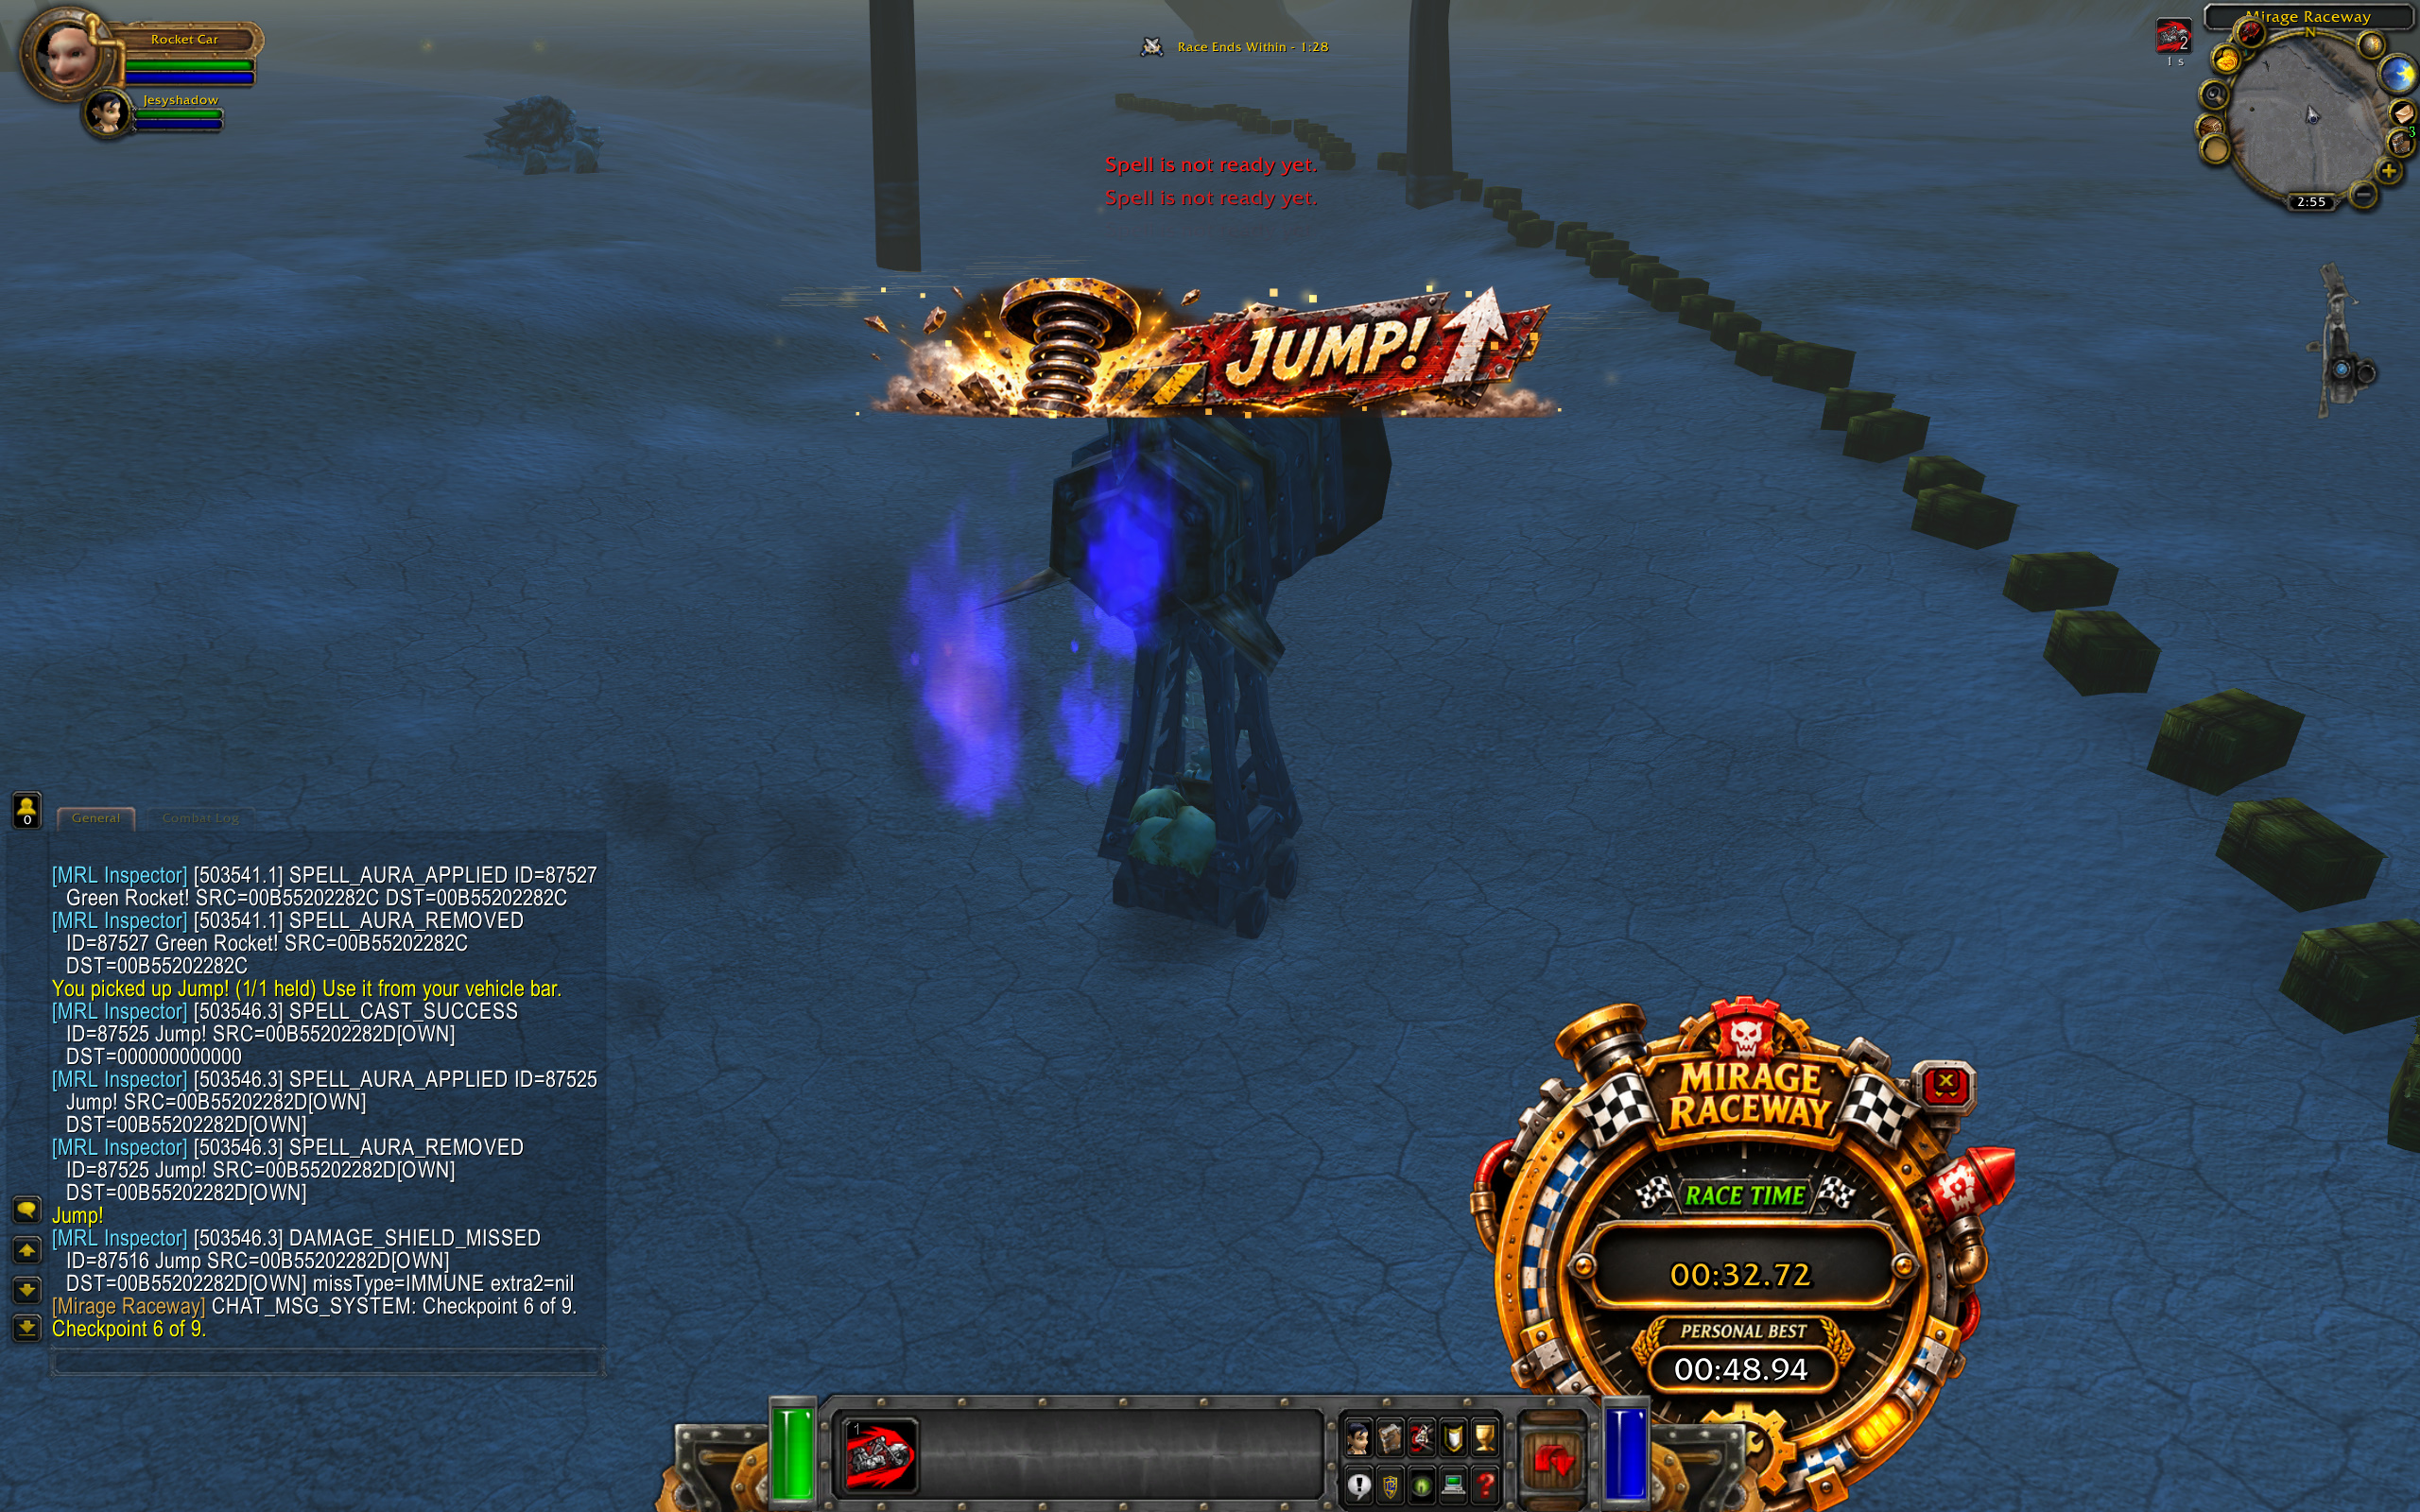 Rocket Car
Jesyshadow
Race Ends Within - 1:28
2
1 s
Mirage Raceway
N
3
2:55
Spell is not ready yet.
Spell is not ready yet.
JUMP!
0
General
Combat Log
[MRL Inspector] [503541.1] SPELL_AURA_APPLIED ID=87527
Green Rocket! SRC=00B55202282C DST=00B55202282C
[MRL Inspector] [503541.1] SPELL_AURA_REMOVED
ID=87527 Green Rocket! SRC=00B55202282C
DST=00B55202282C
You picked up Jump! (1/1 held) Use it from your vehicle bar.
[MRL Inspector] [503546.3] SPELL_CAST_SUCCESS
ID=87525 Jump! SRC=00B55202282D[OWN]
DST=000000000000
[MRL Inspector] [503546.3] SPELL_AURA_APPLIED ID=87525
Jump! SRC=00B55202282D[OWN]
DST=00B55202282D[OWN]
[MRL Inspector] [503546.3] SPELL_AURA_REMOVED
ID=87525 Jump! SRC=00B55202282D[OWN]
DST=00B55202282D[OWN]
Jump!
[MRL Inspector] [503546.3] DAMAGE_SHIELD_MISSED
ID=87516 Jump SRC=00B55202282D[OWN]
DST=00B55202282D[OWN] missType=IMMUNE extra2=nil
[Mirage Raceway] CHAT_MSG_SYSTEM: Checkpoint 6 of 9.
Checkpoint 6 of 9.
MIRAGE
RACEWAY
X
RACE TIME
00:32.72
PERSONAL BEST
00:48.94
1